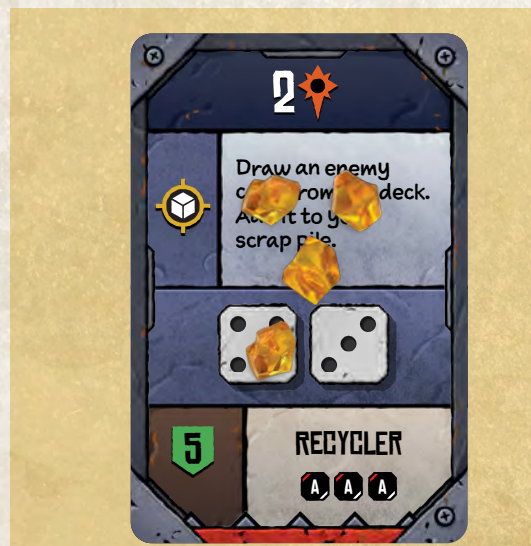 2
Draw an enemy
deck.
it to
scrap pile.
5
RECYCLER
A A A